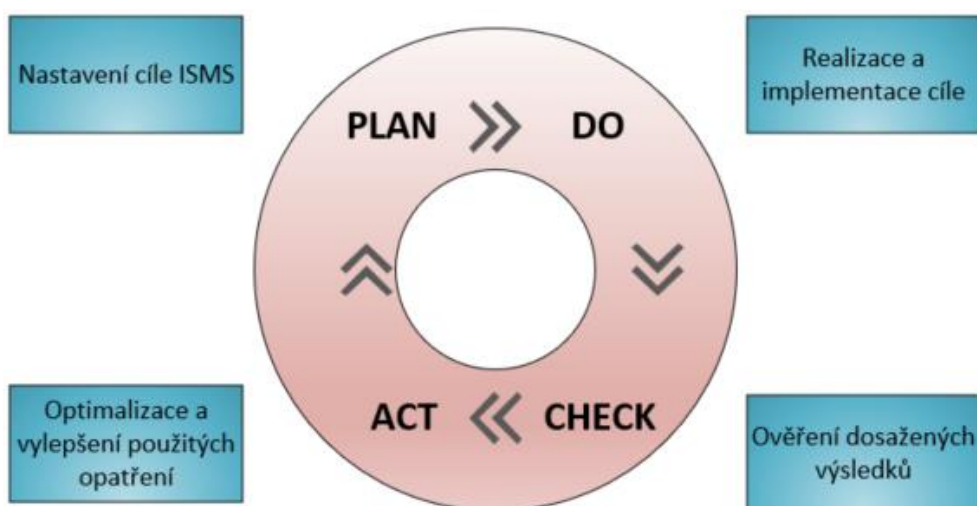 Nastavení cíle ISMS
Realizace a
implementace cíle
PLAN
DO
ACT
CHECK
Optimalizace a
vylepšení použitých
opatření
Ověření dosažených
výsledků